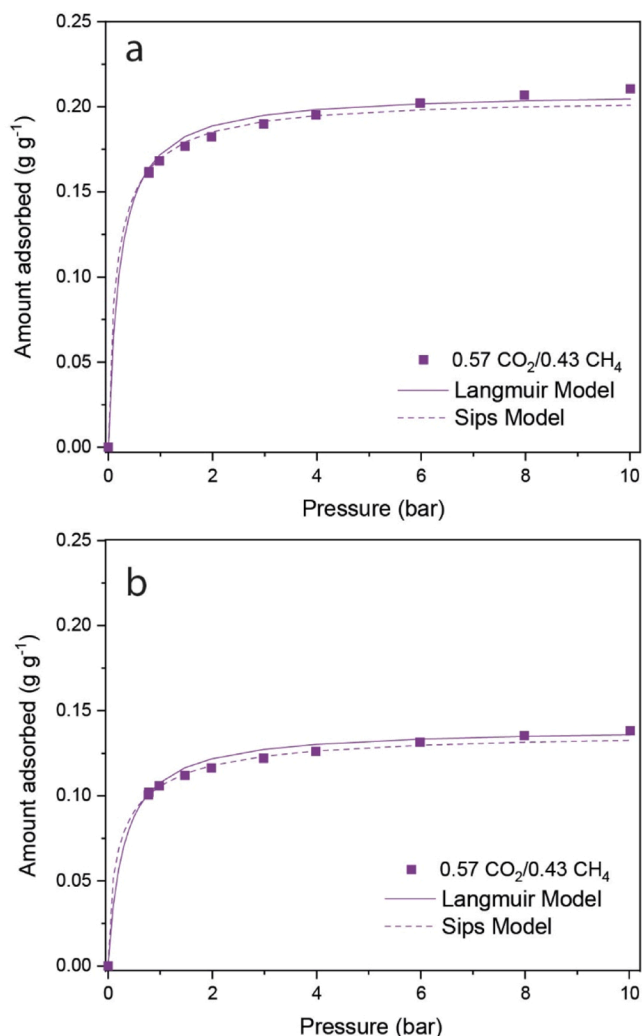 a
0.25
0.20
0.15
0.10
0.05
0.00
Amount adsorbed (g g⁻¹)
0.57 CO₂/0.43 CH₄
Langmuir Model
Sips Model
0 2 4 6 8 10
Pressure (bar)
b
0.25
0.20
0.15
0.10
0.05
0.00
Amount adsorbed (g g⁻¹)
0.57 CO₂/0.43 CH₄
Langmuir Model
Sips Model
0 2 4 6 8 10
Pressure (bar)